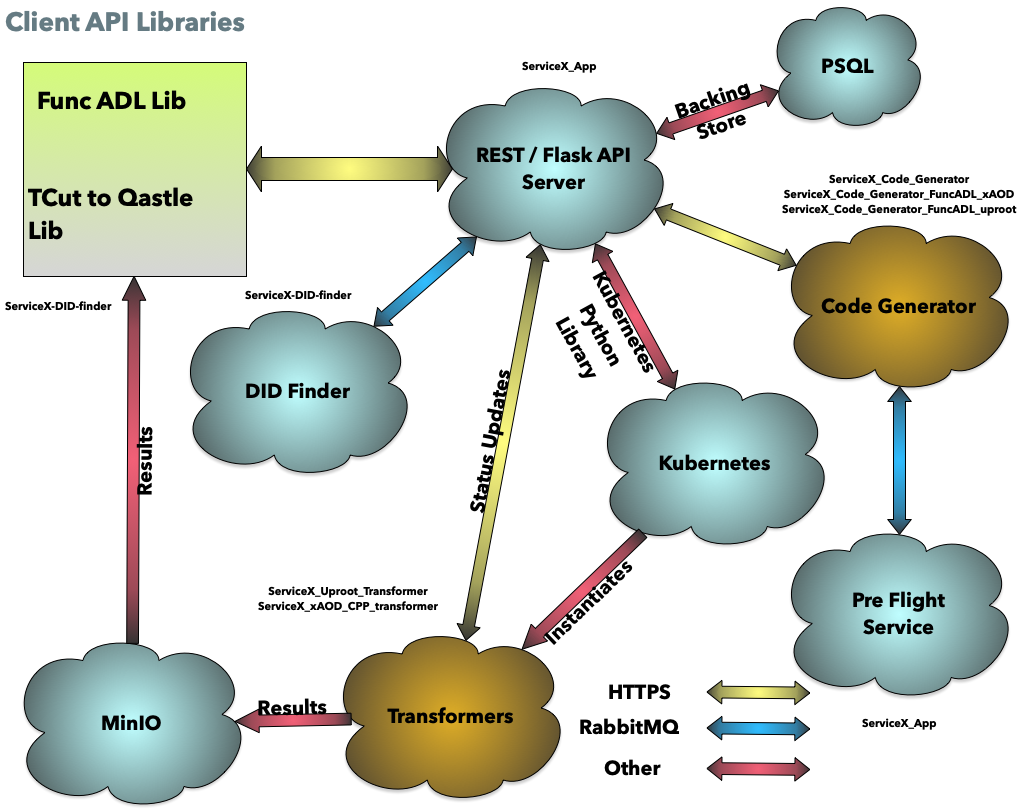 Client API Libraries
Func ADL Lib
TCut to Qastle
Lib
ServiceX_App
REST / Flask API
Server
Backing
Store
PSQL
ServiceX_Code_Generator
ServiceX_Code_Generator_FuncADL_xAOD
ServiceX_Code_Generator_FuncADL_uproot
Code Generator
ServiceX-DID-finder
ServiceX-DID-finder
DID Finder
Kubernetes
Python
Library
Status Updates
Results
Kubernetes
Instantiates
ServiceX_Uproot_Transformer
ServiceX_xAOD_CPP_transformer
Pre Flight
Service
ServiceX_App
MinIO
Results
Transformers
HTTPS
RabbitMQ
Other